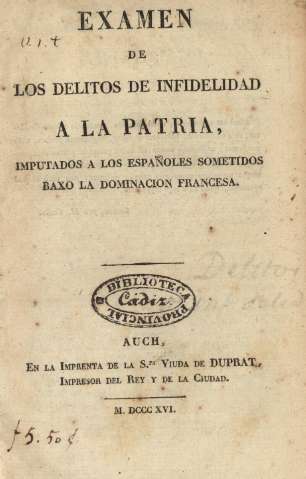 EXAMEN
v. i. t
DE
LOS DELITOS DE INFIDELIDAD
A LA PATRIA,
IMPUTADOS A LOS ESPAÑOLES SOMETIDOS
BAXO LA DOMINACION FRANCESA.
BIBLIOTECA PROVINCIAL D
Cádiz
AUCH,
EN LA IMPRENTA DE LA S.ra VIUDA DE DUPRAT,
IMPRESOR DEL REY Y DE LA CIUDAD.
M. DCCC XVI.